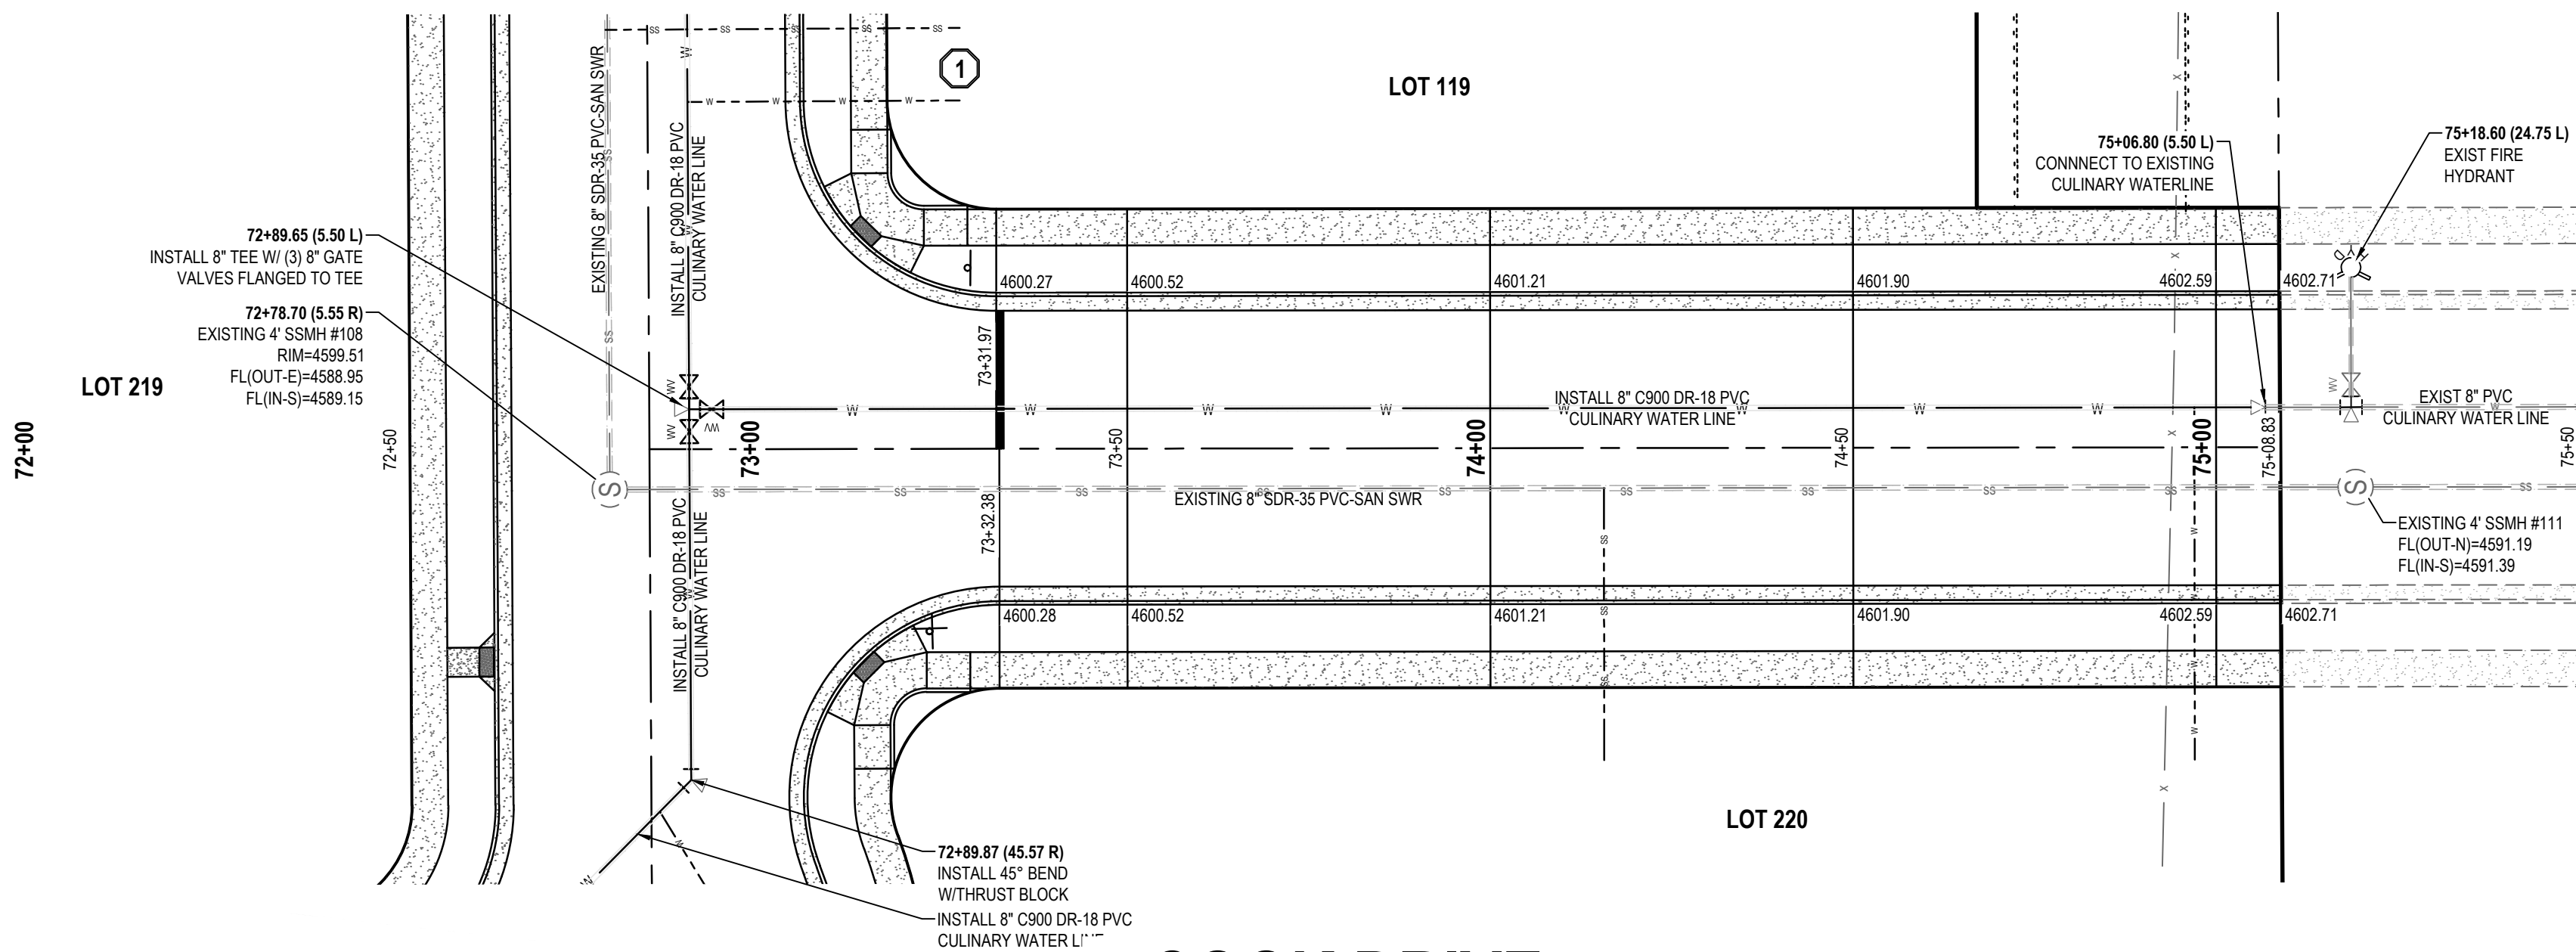 EXISTING 8" SDR-35 PVC-SAN SWR
INSTALL 8" C900 DR-18 PVC
CULINARY WATER LINE
1
LOT 119
75+06.80 (5.50 L)
CONNNECT TO EXISTING
CULINARY WATERLINE
75+18.60 (24.75 L)
EXIST FIRE
HYDRANT
HYD
72+89.65 (5.50 L)
INSTALL 8" TEE W/ (3) 8" GATE
VALVES FLANGED TO TEE
72+78.70 (5.55 R)
EXISTING 4' SSMH #108
RIM=4599.51
FL(OUT-E)=4588.95
FL(IN-S)=4589.15
4600.27
4600.52
4601.21
4601.90
4602.59
4602.71
LOT 219
WV
WV
WV
WV
73+31.97
INSTALL 8" C900 DR-18 PVC
CULINARY WATER LINE
EXIST 8" PVC
CULINARY WATER LINE
72+00
72+50
73+00
73+50
74+00
74+50
75+00
75+08.83
75+50
S
EXISTING 8" SDR-35 PVC-SAN SWR
S
73+32.38
EXISTING 4' SSMH #111
FL(OUT-N)=4591.19
FL(IN-S)=4591.39
INSTALL 8" C900 DR-18 PVC
CULINARY WATER LINE
4600.28
4600.52
4601.21
4601.90
4602.59
4602.71
LOT 220
72+89.87 (45.57 R)
INSTALL 45° BEND
W/THRUST BLOCK
INSTALL 8" C900 DR-18 PVC
CULINARY WATER